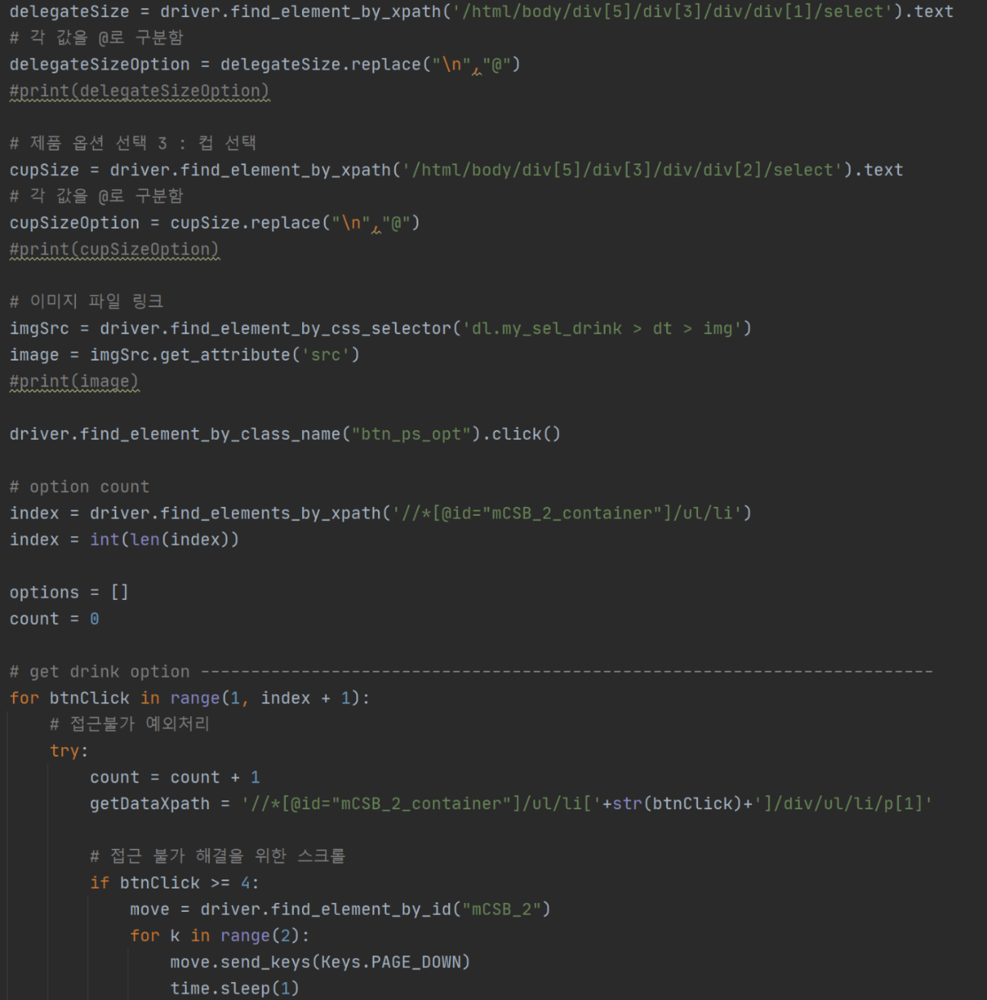 delegateSize = driver.find_element_by_xpath('/html/body/div[5]/div[3]/div/div[1]/select').text
# 각 값을 @로 구분함
delegateSizeOption = delegateSize.replace("\n","@")
#print(delegateSizeOption)
# 제품 옵션 선택 3 : 컵 선택
cupSize = driver.find_element_by_xpath('/html/body/div[5]/div[3]/div/div[2]/select').text
# 각 값을 @로 구분함
cupSizeOption = cupSize.replace("\n","@")
#print(cupSizeOption)
# 이미지 파일 링크
imgSrc = driver.find_element_by_css_selector('dl.my_sel_drink > dt > img')
image = imgSrc.get_attribute('src')
#print(image)
driver.find_element_by_class_name("btn_ps_opt").click()
# option count
index = driver.find_elements_by_xpath('//*[@id="mCSB_2_container"]/ul/li')
index = int(len(index))
options = []
count = 0
# get drink option -------------------------------------------------------------------------
for btnClick in range(1, index + 1):
    # 접근불가 예외처리
    try:
        count = count + 1
        getDataXpath = '//*[@id="mCSB_2_container"]/ul/li['+str(btnClick)+']/div/ul/li/p[1]'
        # 접근 불가 해결을 위한 스크롤
        if btnClick >= 4:
            move = driver.find_element_by_id("mCSB_2")
            for k in range(2):
                move.send_keys(Keys.PAGE_DOWN)
                time.sleep(1)